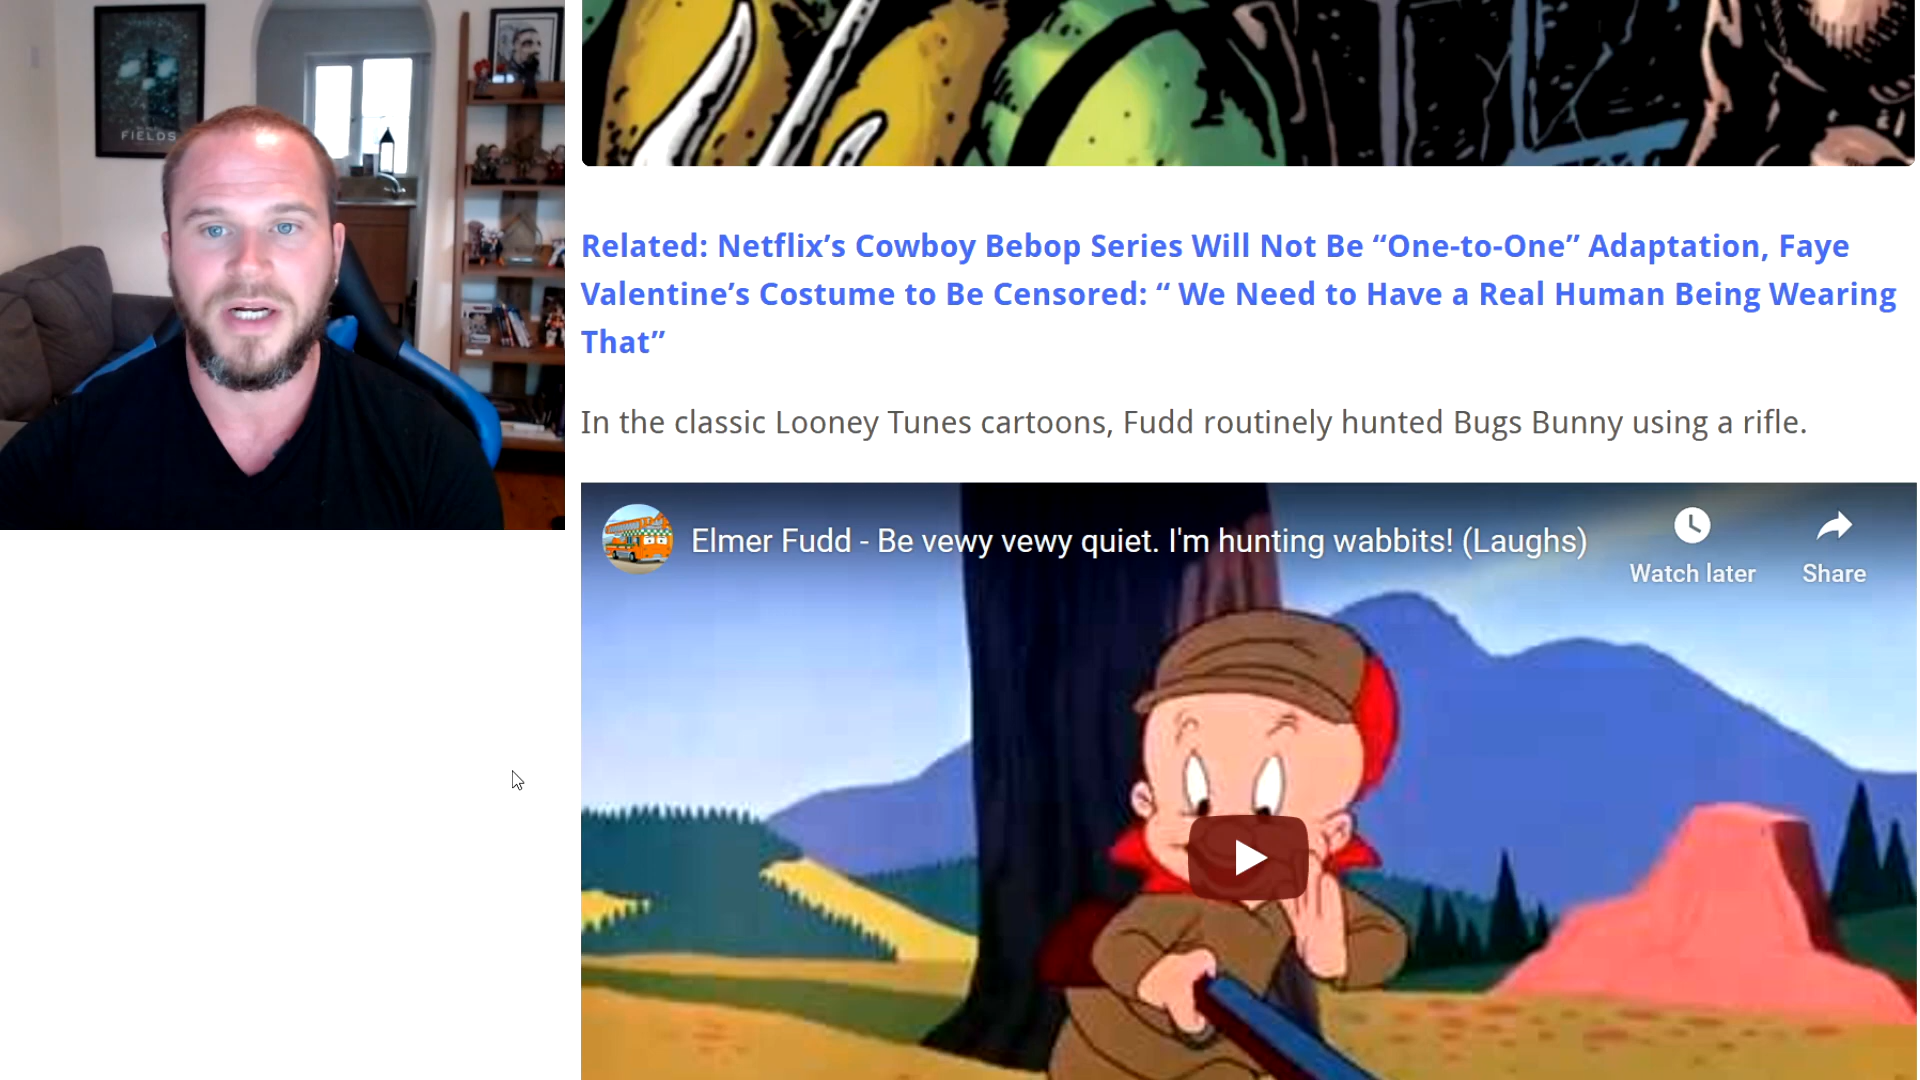 FIELDS
Related: Netflix’s Cowboy Bebop Series Will Not Be “One-to-One” Adaptation, Faye
Valentine’s Costume to Be Censored: “ We Need to Have a Real Human Being Wearing
That”
In the classic Looney Tunes cartoons, Fudd routinely hunted Bugs Bunny using a rifle.
Elmer Fudd - Be vewy vewy quiet. I'm hunting wabbits! (Laughs)
Watch later
Share